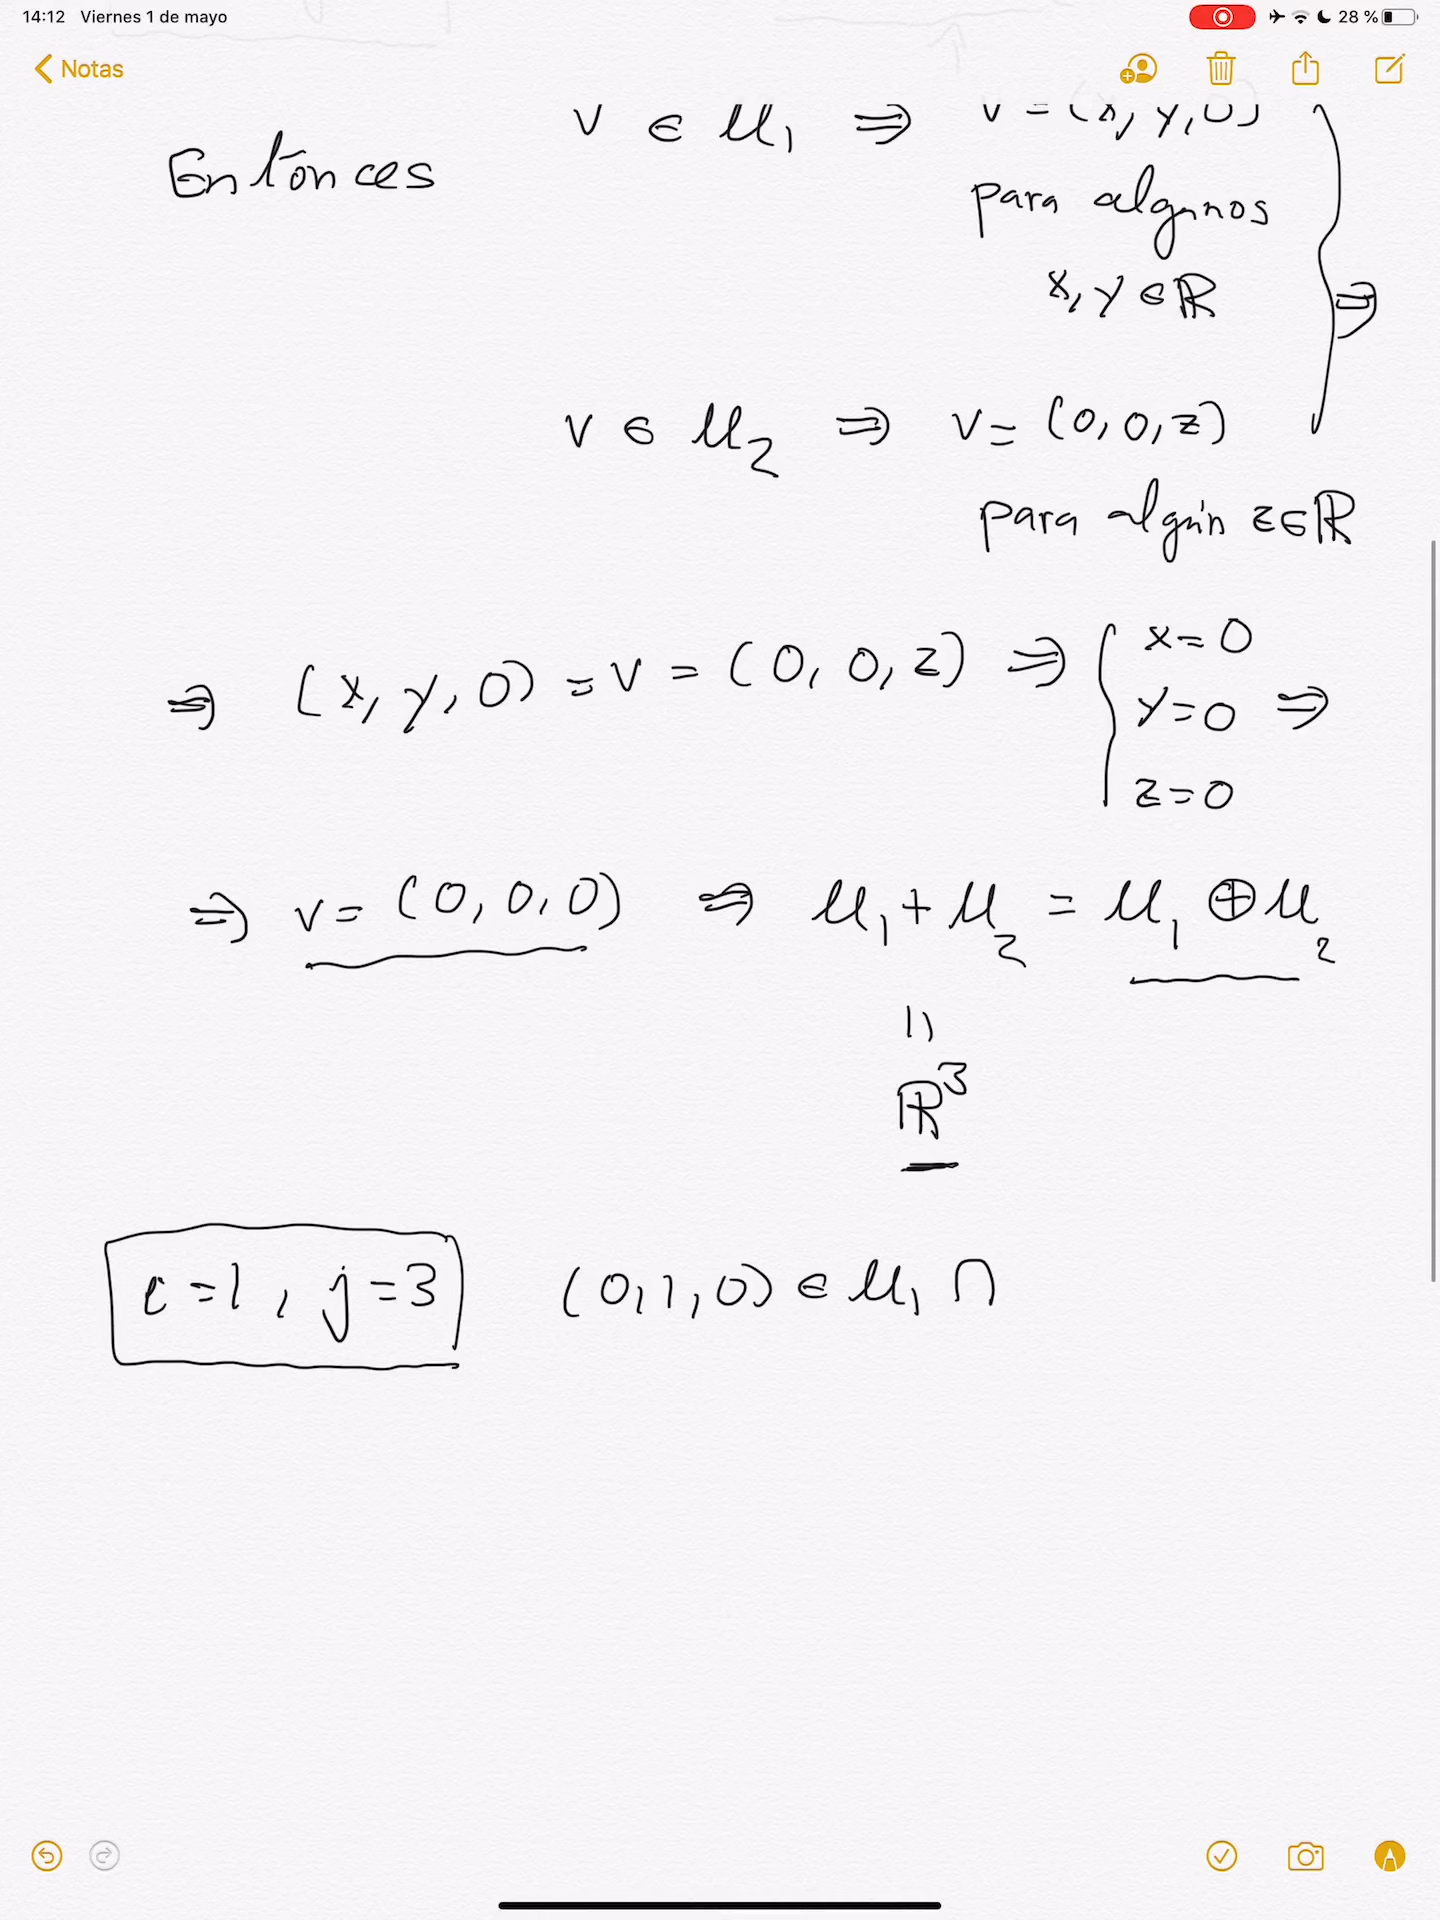 14:12 Viernes 1 de mayo 28 %
Notas
Entonces v ∈ U₁ ⇒ v = (x, y, 0)
para algunos
x, y ∈ ℝ
⇒
v ∈ U₂ ⇒ v = (0, 0, z)
para algún z ∈ ℝ
⇒ (x, y, 0) = v = (0, 0, z) ⇒ { x = 0
y = 0 ⇒
z = 0
⇒ v = (0, 0, 0) ⇒ U₁ + U₂ = U₁ ⊕ U₂
||
ℝ³
i = 1, j = 3 (0, 1, 0) ∈ U₁ ∩